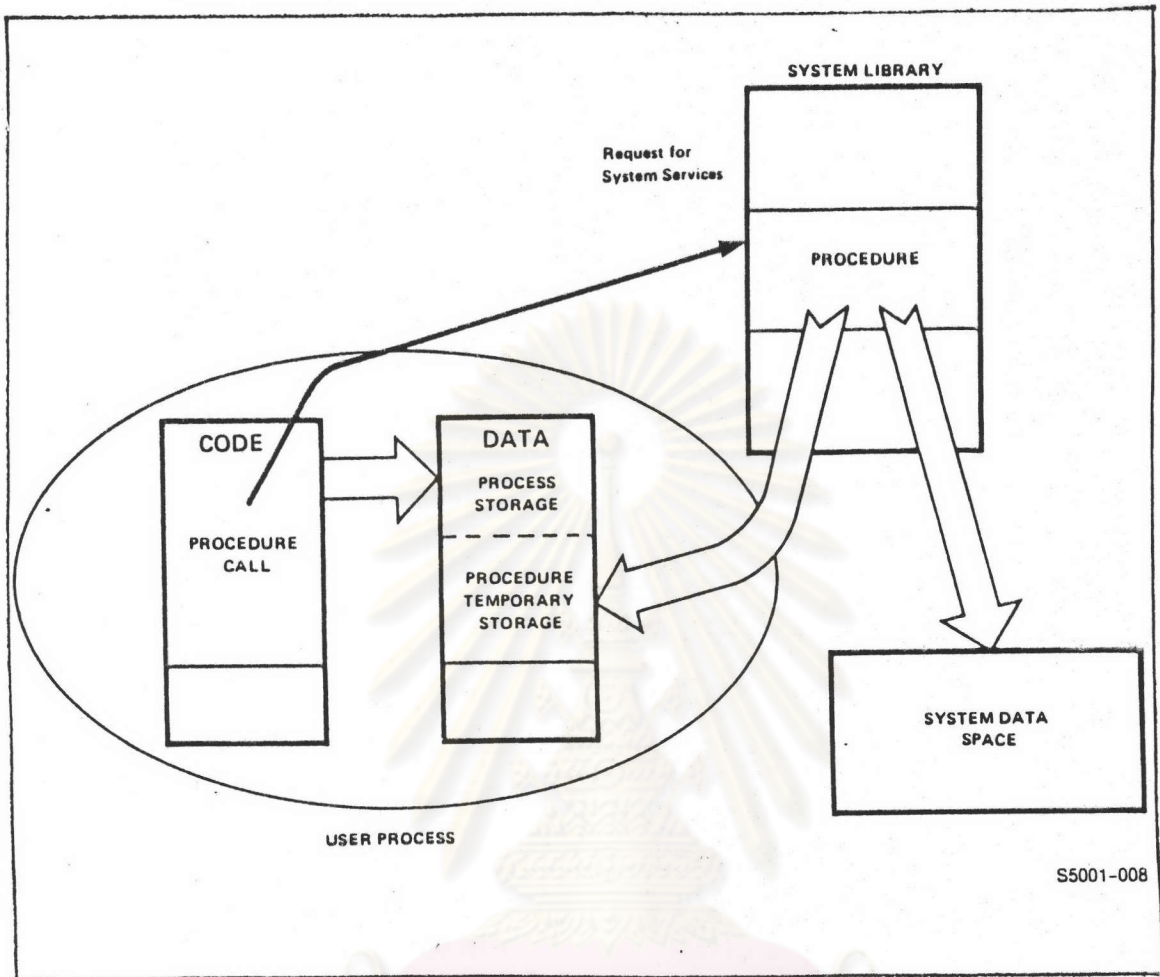 SYSTEM LIBRARY
Request for
System Services
PROCEDURE
CODE
PROCEDURE
CALL
DATA
PROCESS
STORAGE
PROCEDURE
TEMPORARY
STORAGE
SYSTEM DATA
SPACE
USER PROCESS
S5001-008